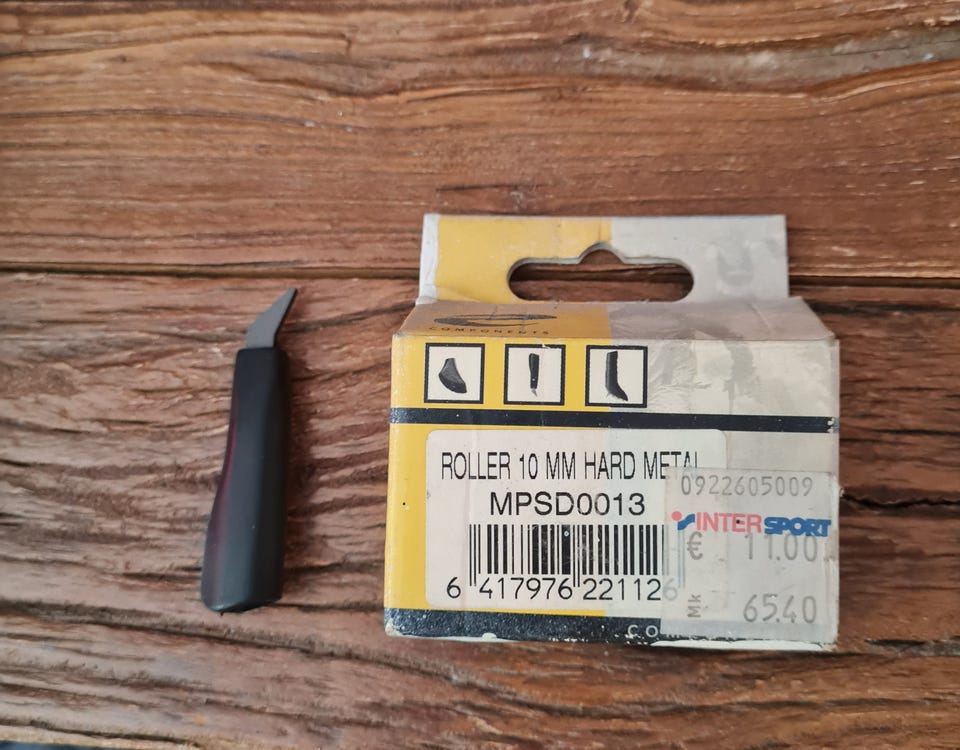 COMPONENTS
ROLLER 10 MM HARD METAL
MPSD0013
6 417976 221126
0922605009
INTERSPORT
€ 11.00
Mk 65.40